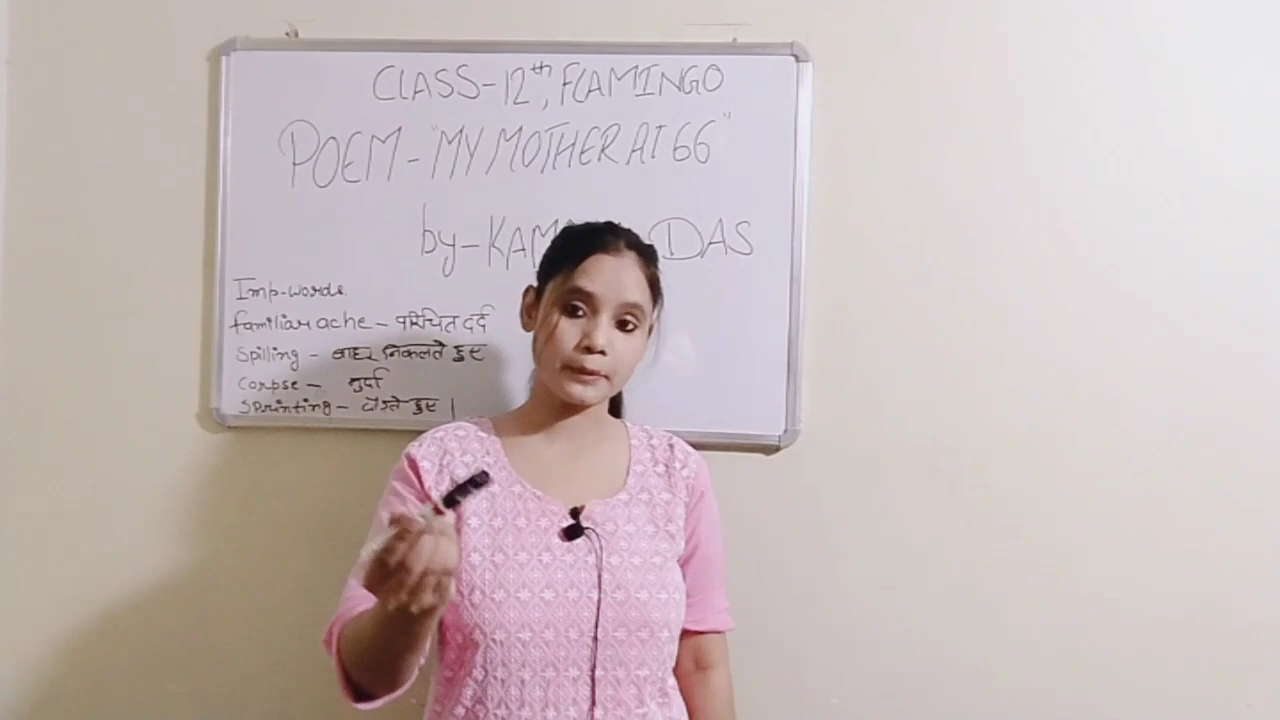 CLASS-12th, FLAMINGO
POEM-"MY MOTHER AT 66"
by- DAS
Imp-words.
familiar ache - परिचित दर्द
Spilling - बाहर निकलते हुए
Corpse - मुर्दा
Sprinting - दौड़ते हुए |